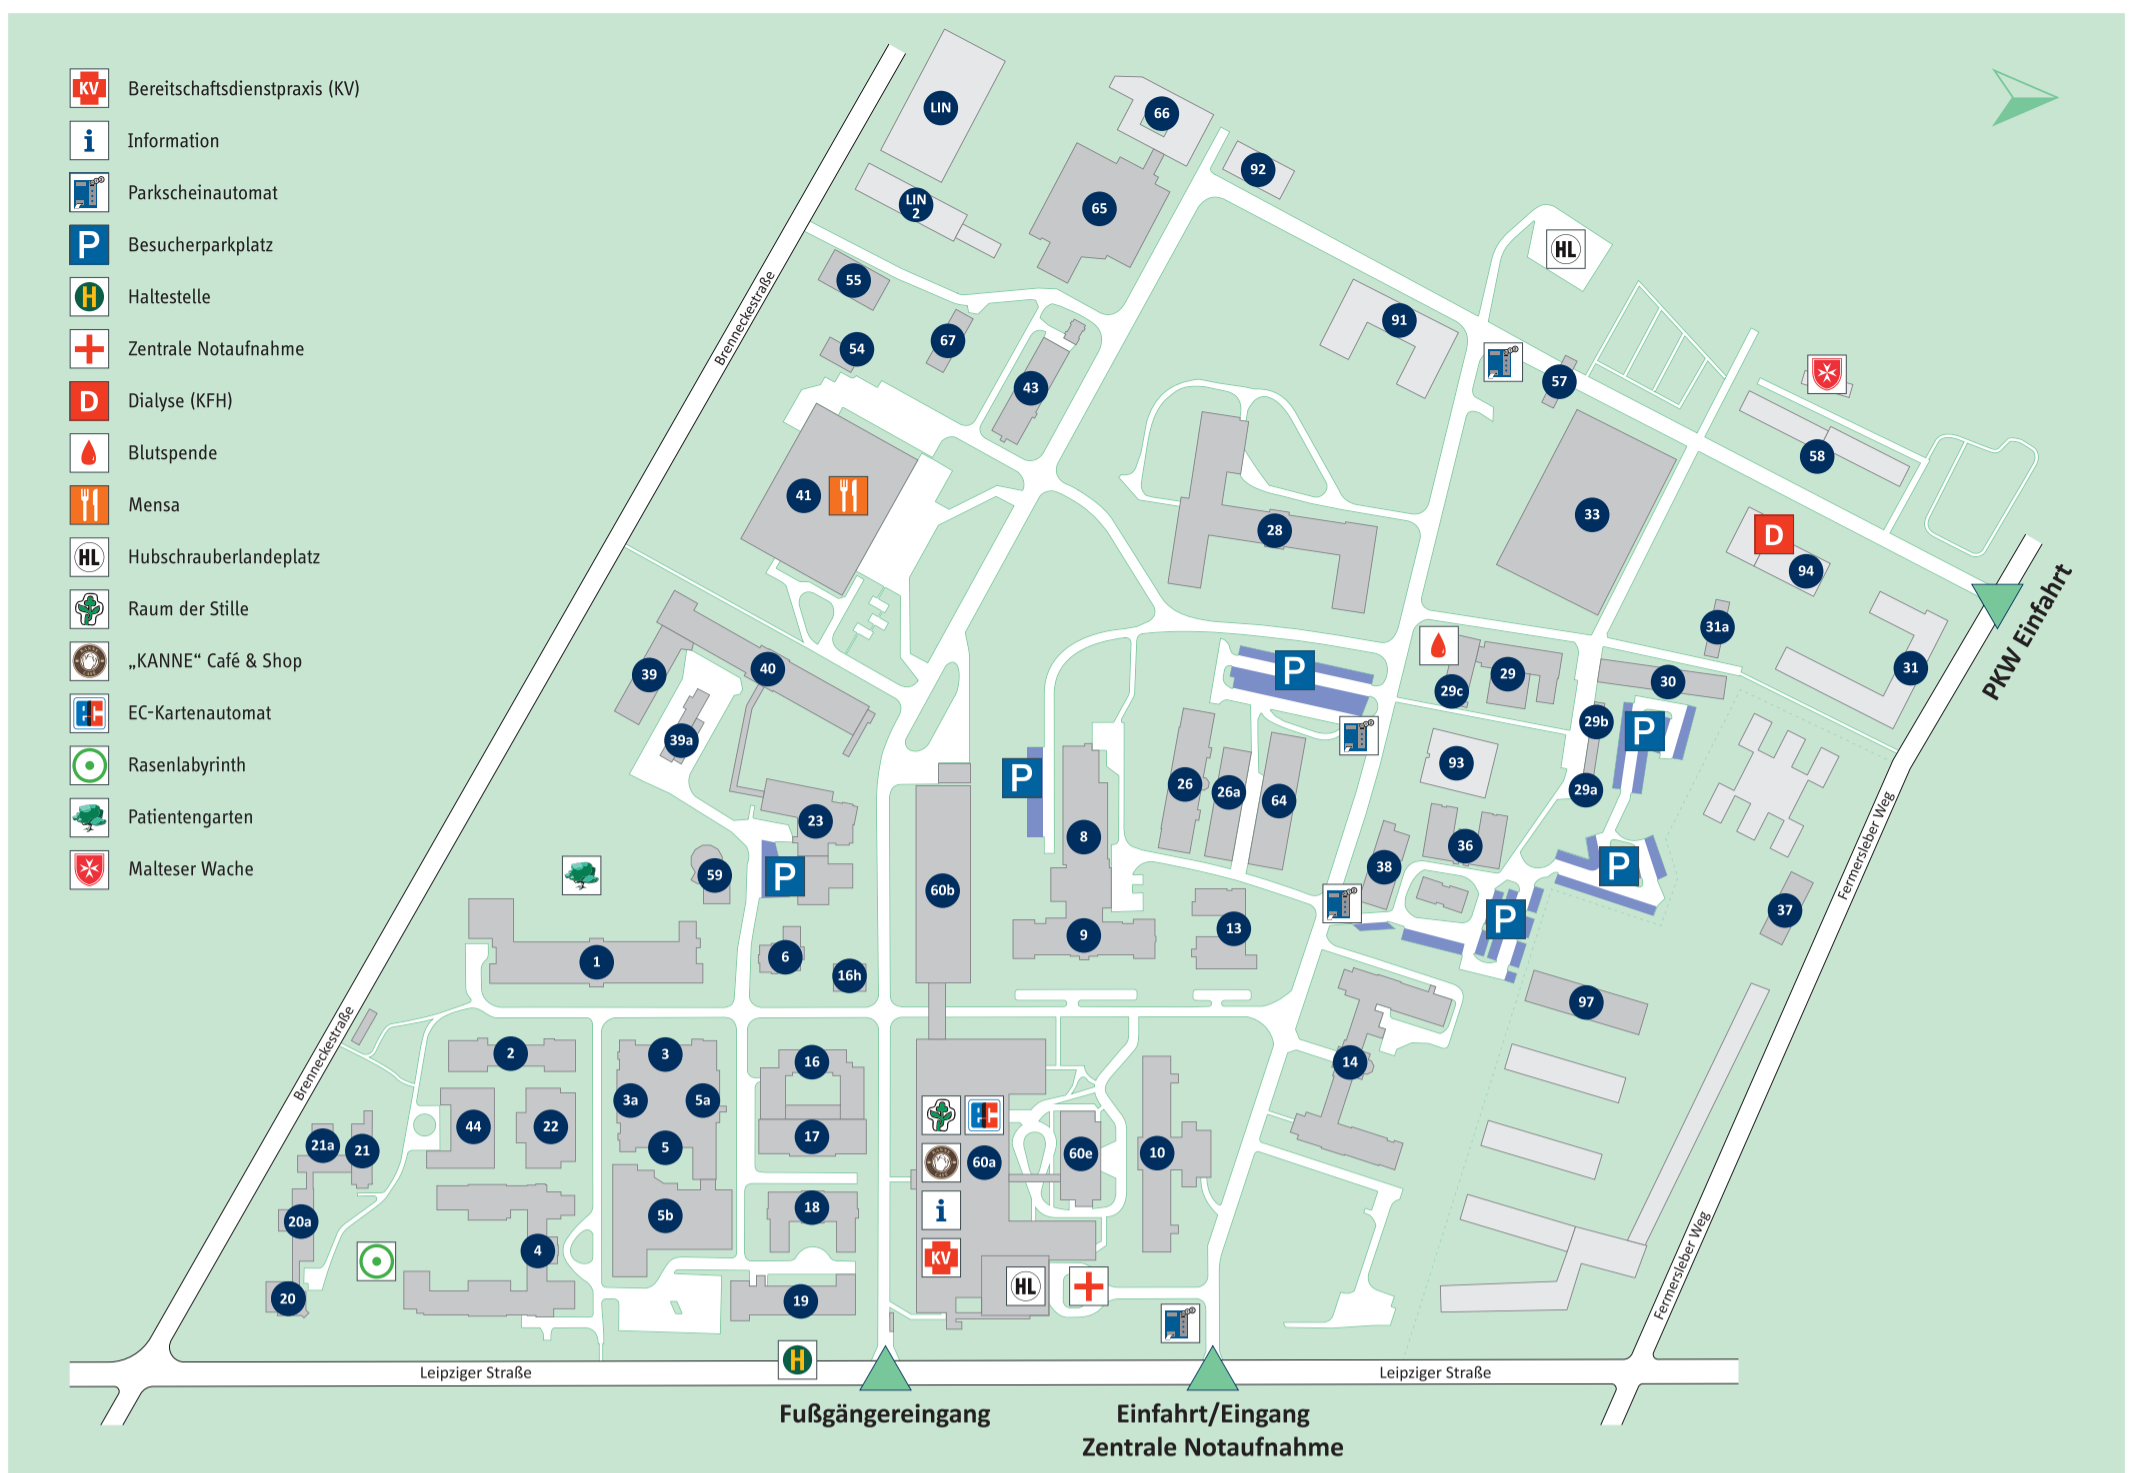 KV Bereitschaftsdienstpraxis (KV)
i Information
Parkscheinautomat
P Besucherparkplatz
H Haltestelle
Zentrale Notaufnahme
D Dialyse (KFH)
Blutspende
Mensa
HL Hubschrauberlandeplatz
Raum der Stille
„KANNE“ Café & Shop
EC-Kartenautomat
Rasenlabyrinth
Patientengarten
Malteser Wache
LIN
66
92
LIN
2
65
HL
55
91
Brenneckestraße
54
67
57
43
58
41
33
28
D
94
PKW Einfahrt
31a
39
40
P
29c
29
30
31
39a
29b
P
P
93
26
26a
64
29a
23
8
36
Fermersleber Weg
59
P
60b
38
P
37
9
13
P
1
6
16h
97
Brenneckestraße
2
3
16
14
3a
5a
EC
44
22
17
21a
21
5
60a
60e
10
20a
5b
18
i
4
KV
Fermersleber Weg
20
19
HL
H
Leipziger Straße
Leipziger Straße
Fußgängereingang
Einfahrt/Eingang
Zentrale Notaufnahme